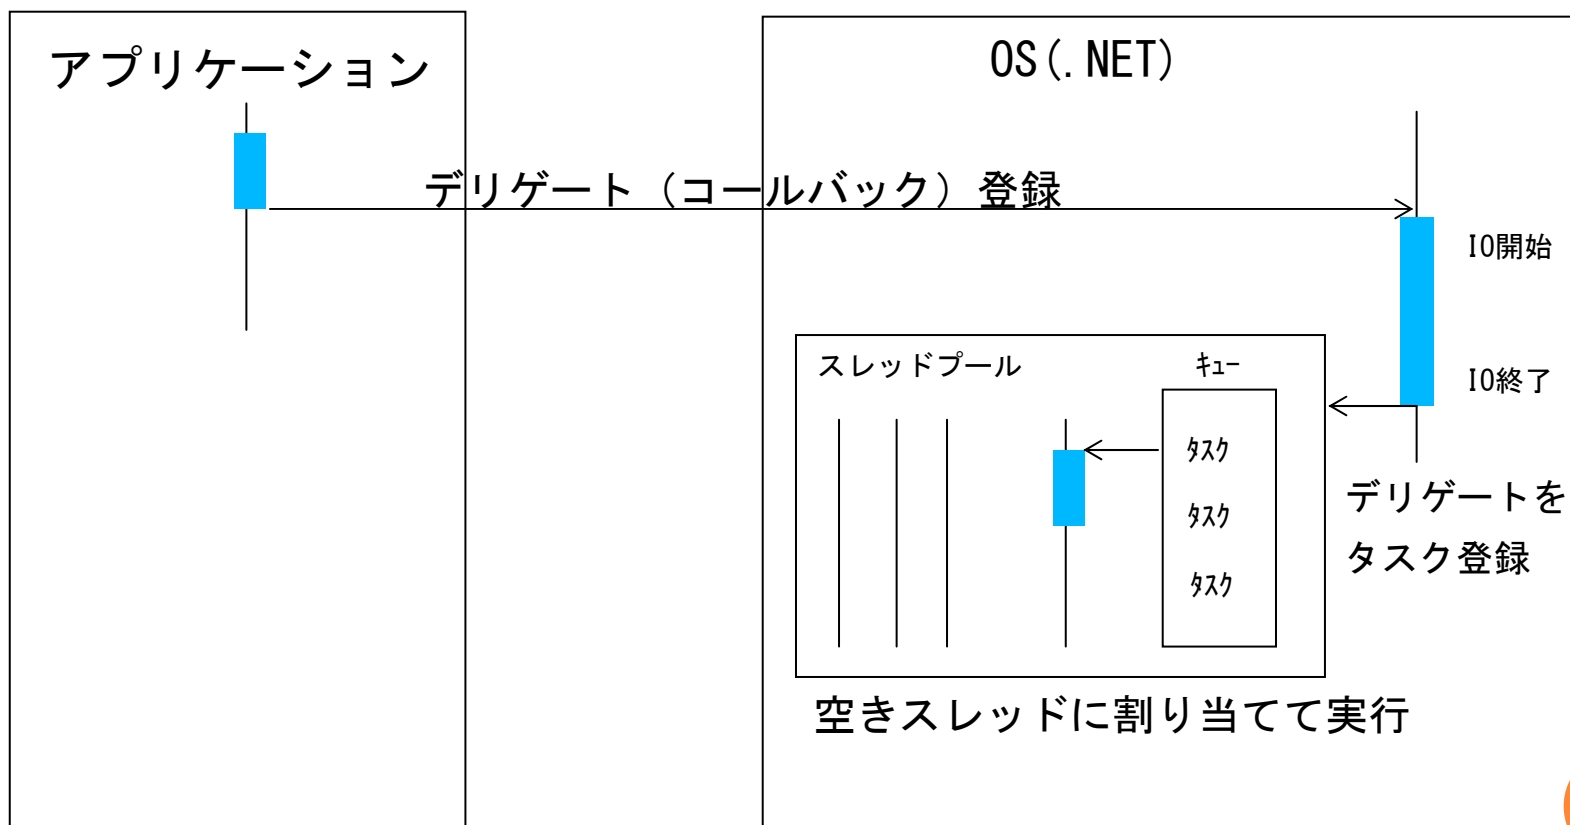 アプリケーション
OS(.NET)
デリゲート（コールバック）登録
IO開始
スレッドプール
ｷｭｰ
IO終了
ﾀｽｸ
ﾀｽｸ
ﾀｽｸ
デリゲートを
タスク登録
空きスレッドに割り当てて実行